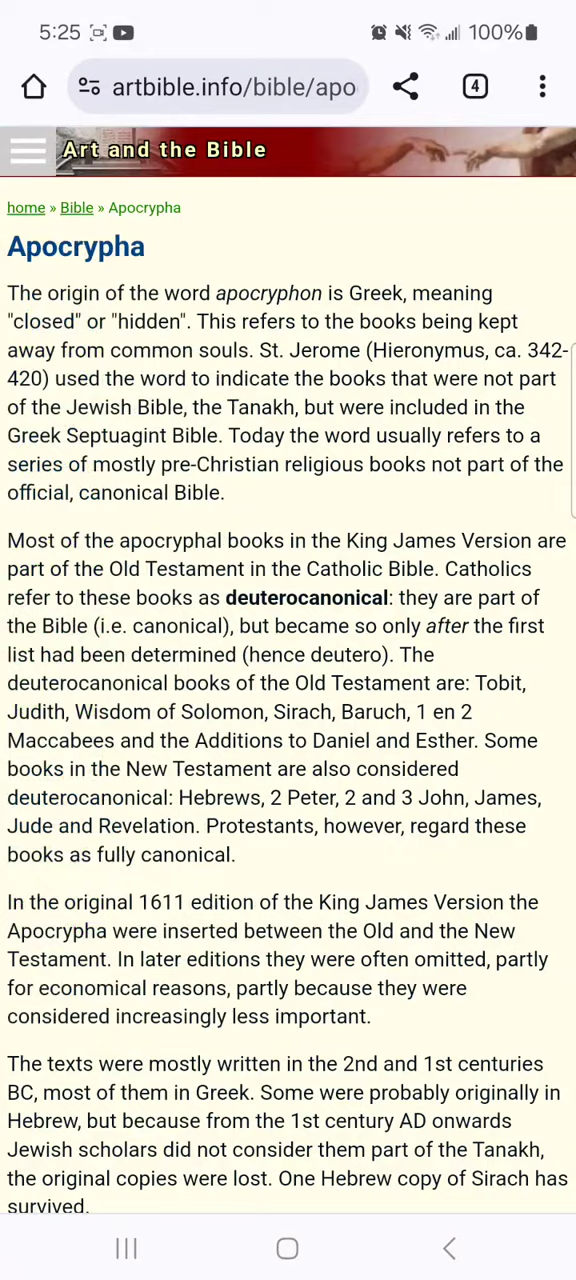 5:25
100%
artbible.info/bible/apo
4
Art and the Bible
home » Bible » Apocrypha
Apocrypha
The origin of the word apocryphon is Greek, meaning
"closed" or "hidden". This refers to the books being kept
away from common souls. St. Jerome (Hieronymus, ca. 342-
420) used the word to indicate the books that were not part
of the Jewish Bible, the Tanakh, but were included in the
Greek Septuagint Bible. Today the word usually refers to a
series of mostly pre-Christian religious books not part of the
official, canonical Bible.
Most of the apocryphal books in the King James Version are
part of the Old Testament in the Catholic Bible. Catholics
refer to these books as deuterocanonical: they are part of
the Bible (i.e. canonical), but became so only after the first
list had been determined (hence deutero). The
deuterocanonical books of the Old Testament are: Tobit,
Judith, Wisdom of Solomon, Sirach, Baruch, 1 en 2
Maccabees and the Additions to Daniel and Esther. Some
books in the New Testament are also considered
deuterocanonical: Hebrews, 2 Peter, 2 and 3 John, James,
Jude and Revelation. Protestants, however, regard these
books as fully canonical.
In the original 1611 edition of the King James Version the
Apocrypha were inserted between the Old and the New
Testament. In later editions they were often omitted, partly
for economical reasons, partly because they were
considered increasingly less important.
The texts were mostly written in the 2nd and 1st centuries
BC, most of them in Greek. Some were probably originally in
Hebrew, but because from the 1st century AD onwards
Jewish scholars did not consider them part of the Tanakh,
the original copies were lost. One Hebrew copy of Sirach has
survived.